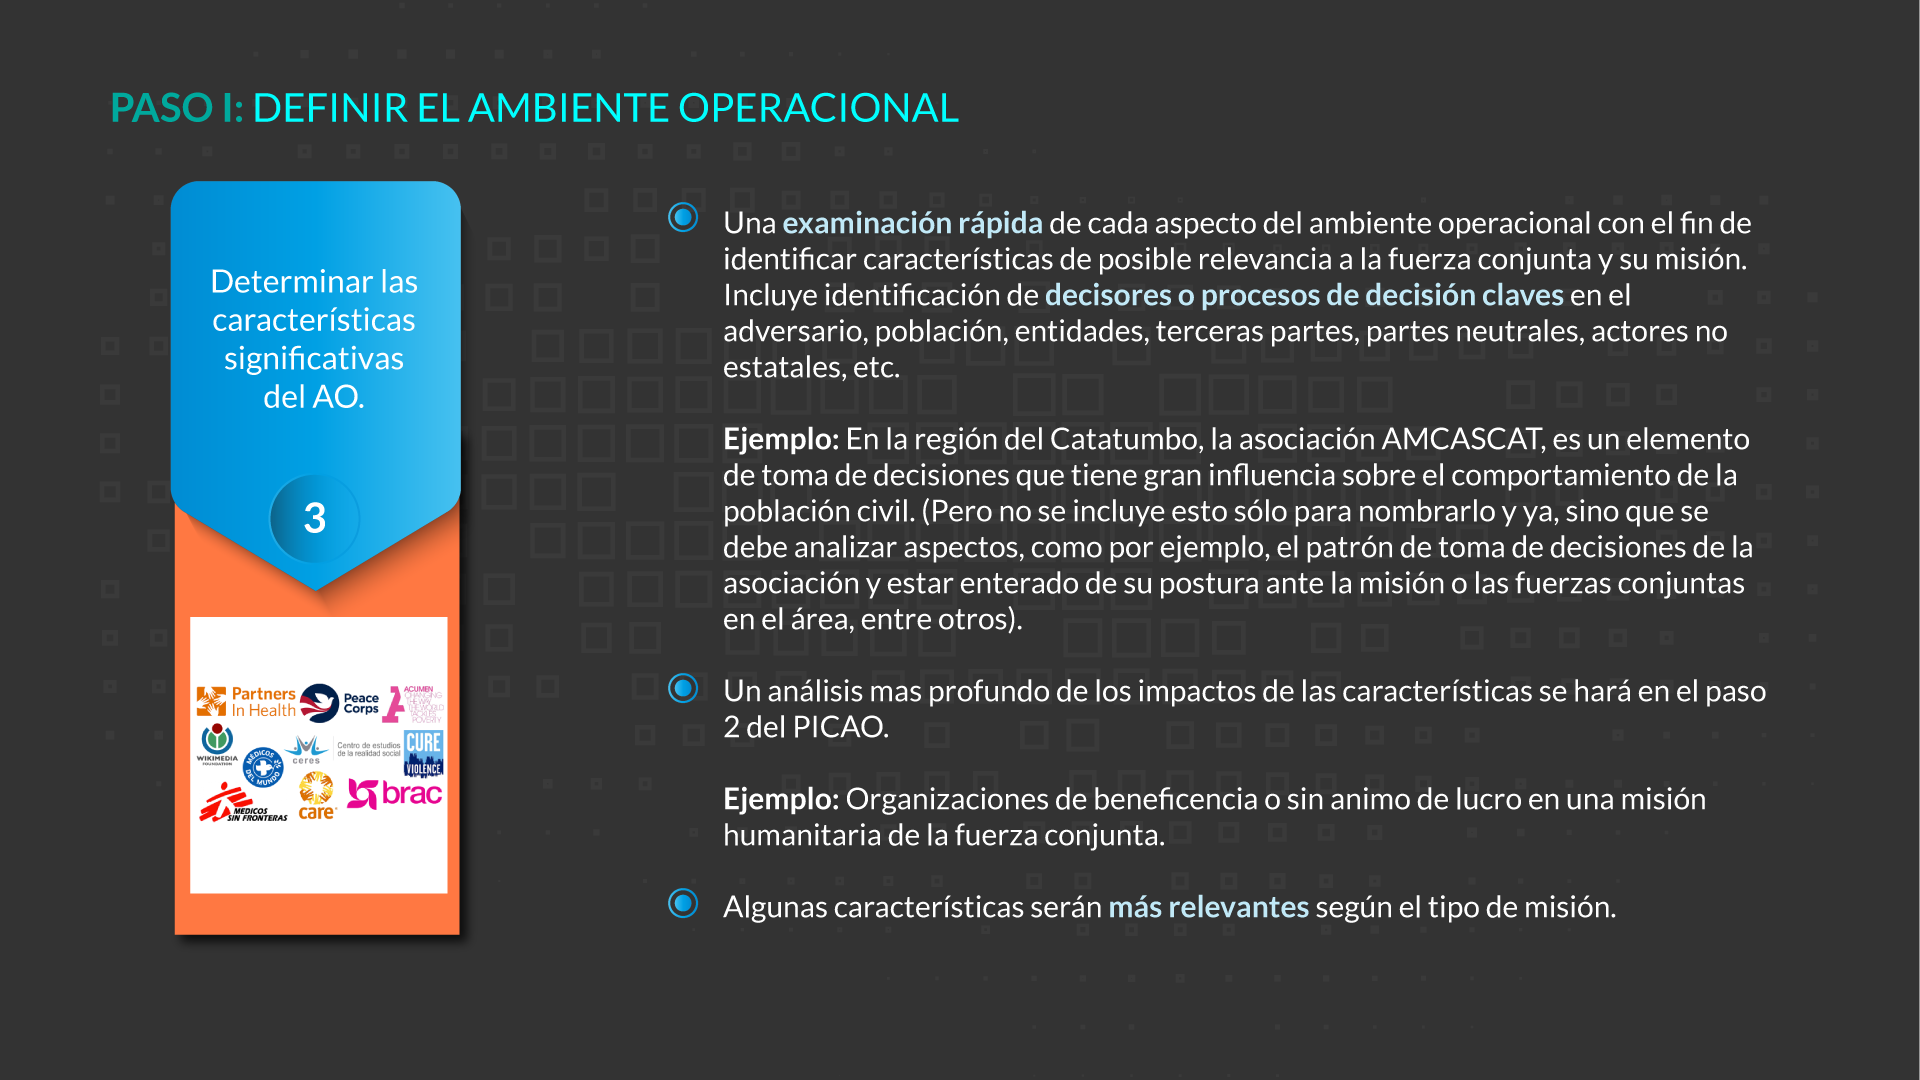 PASO I: DEFINIR EL AMBIENTE OPERACIONAL
Determinar las
características
significativas
del AO.
3
Partners
In Health
Peace
Corps
ACUMEN
CHANGING
THE WAY
THE WORLD
TACKLES
POVERTY
WIKIMEDIA
FOUNDATION
MEDICOS
DEL MUNDO
ceres
Centro de estudios
de la realidad social
CURE
VIOLENCE
MEDICOS
SIN FRONTERAS
care
brac
Una examinación rápida de cada aspecto del ambiente operacional con el fin de
identificar características de posible relevancia a la fuerza conjunta y su misión.
Incluye identificación de decisores o procesos de decisión claves en el
adversario, población, entidades, terceras partes, partes neutrales, actores no
estatales, etc.
Ejemplo: En la región del Catatumbo, la asociación AMCASCAT, es un elemento
de toma de decisiones que tiene gran influencia sobre el comportamiento de la
población civil. (Pero no se incluye esto sólo para nombrarlo y ya, sino que se
debe analizar aspectos, como por ejemplo, el patrón de toma de decisiones de la
asociación y estar enterado de su postura ante la misión o las fuerzas conjuntas
en el área, entre otros).
Un análisis mas profundo de los impactos de las características se hará en el paso
2 del PICAO.
Ejemplo: Organizaciones de beneficencia o sin animo de lucro en una misión
humanitaria de la fuerza conjunta.
Algunas características serán más relevantes según el tipo de misión.